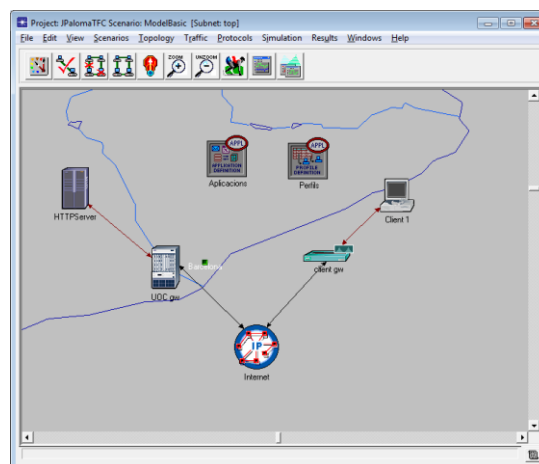 Project: JPalomaTFC Scenario: ModelBasic [Subnet: top]
File Edit View Scenarios Topology Traffic Protocols Simulation Results Windows Help
ZOOM UNZOOM
APPL
APPLICATION
DEFINITION
Aplicacions
APPL
PROFILE
DEFINITION
Perfils
HTTPServer
Client 1
Barcelona
UOC gw
client gw
IP
Internet